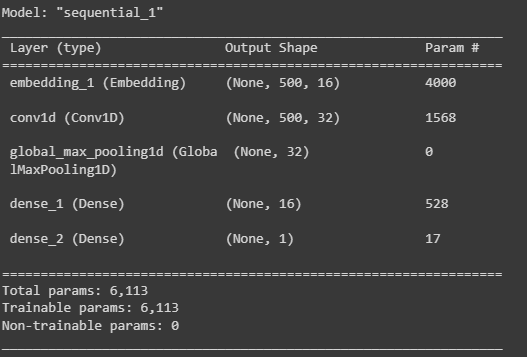 Model: "sequential_1"
_________________________________________________________________
Layer (type) Output Shape Param #
=================================================================
embedding_1 (Embedding) (None, 500, 16) 4000
conv1d (Conv1D) (None, 500, 32) 1568
global_max_pooling1d (Globa (None, 32) 0
lMaxPooling1D)
dense_1 (Dense) (None, 16) 528
dense_2 (Dense) (None, 1) 17
=================================================================
Total params: 6,113
Trainable params: 6,113
Non-trainable params: 0
_________________________________________________________________